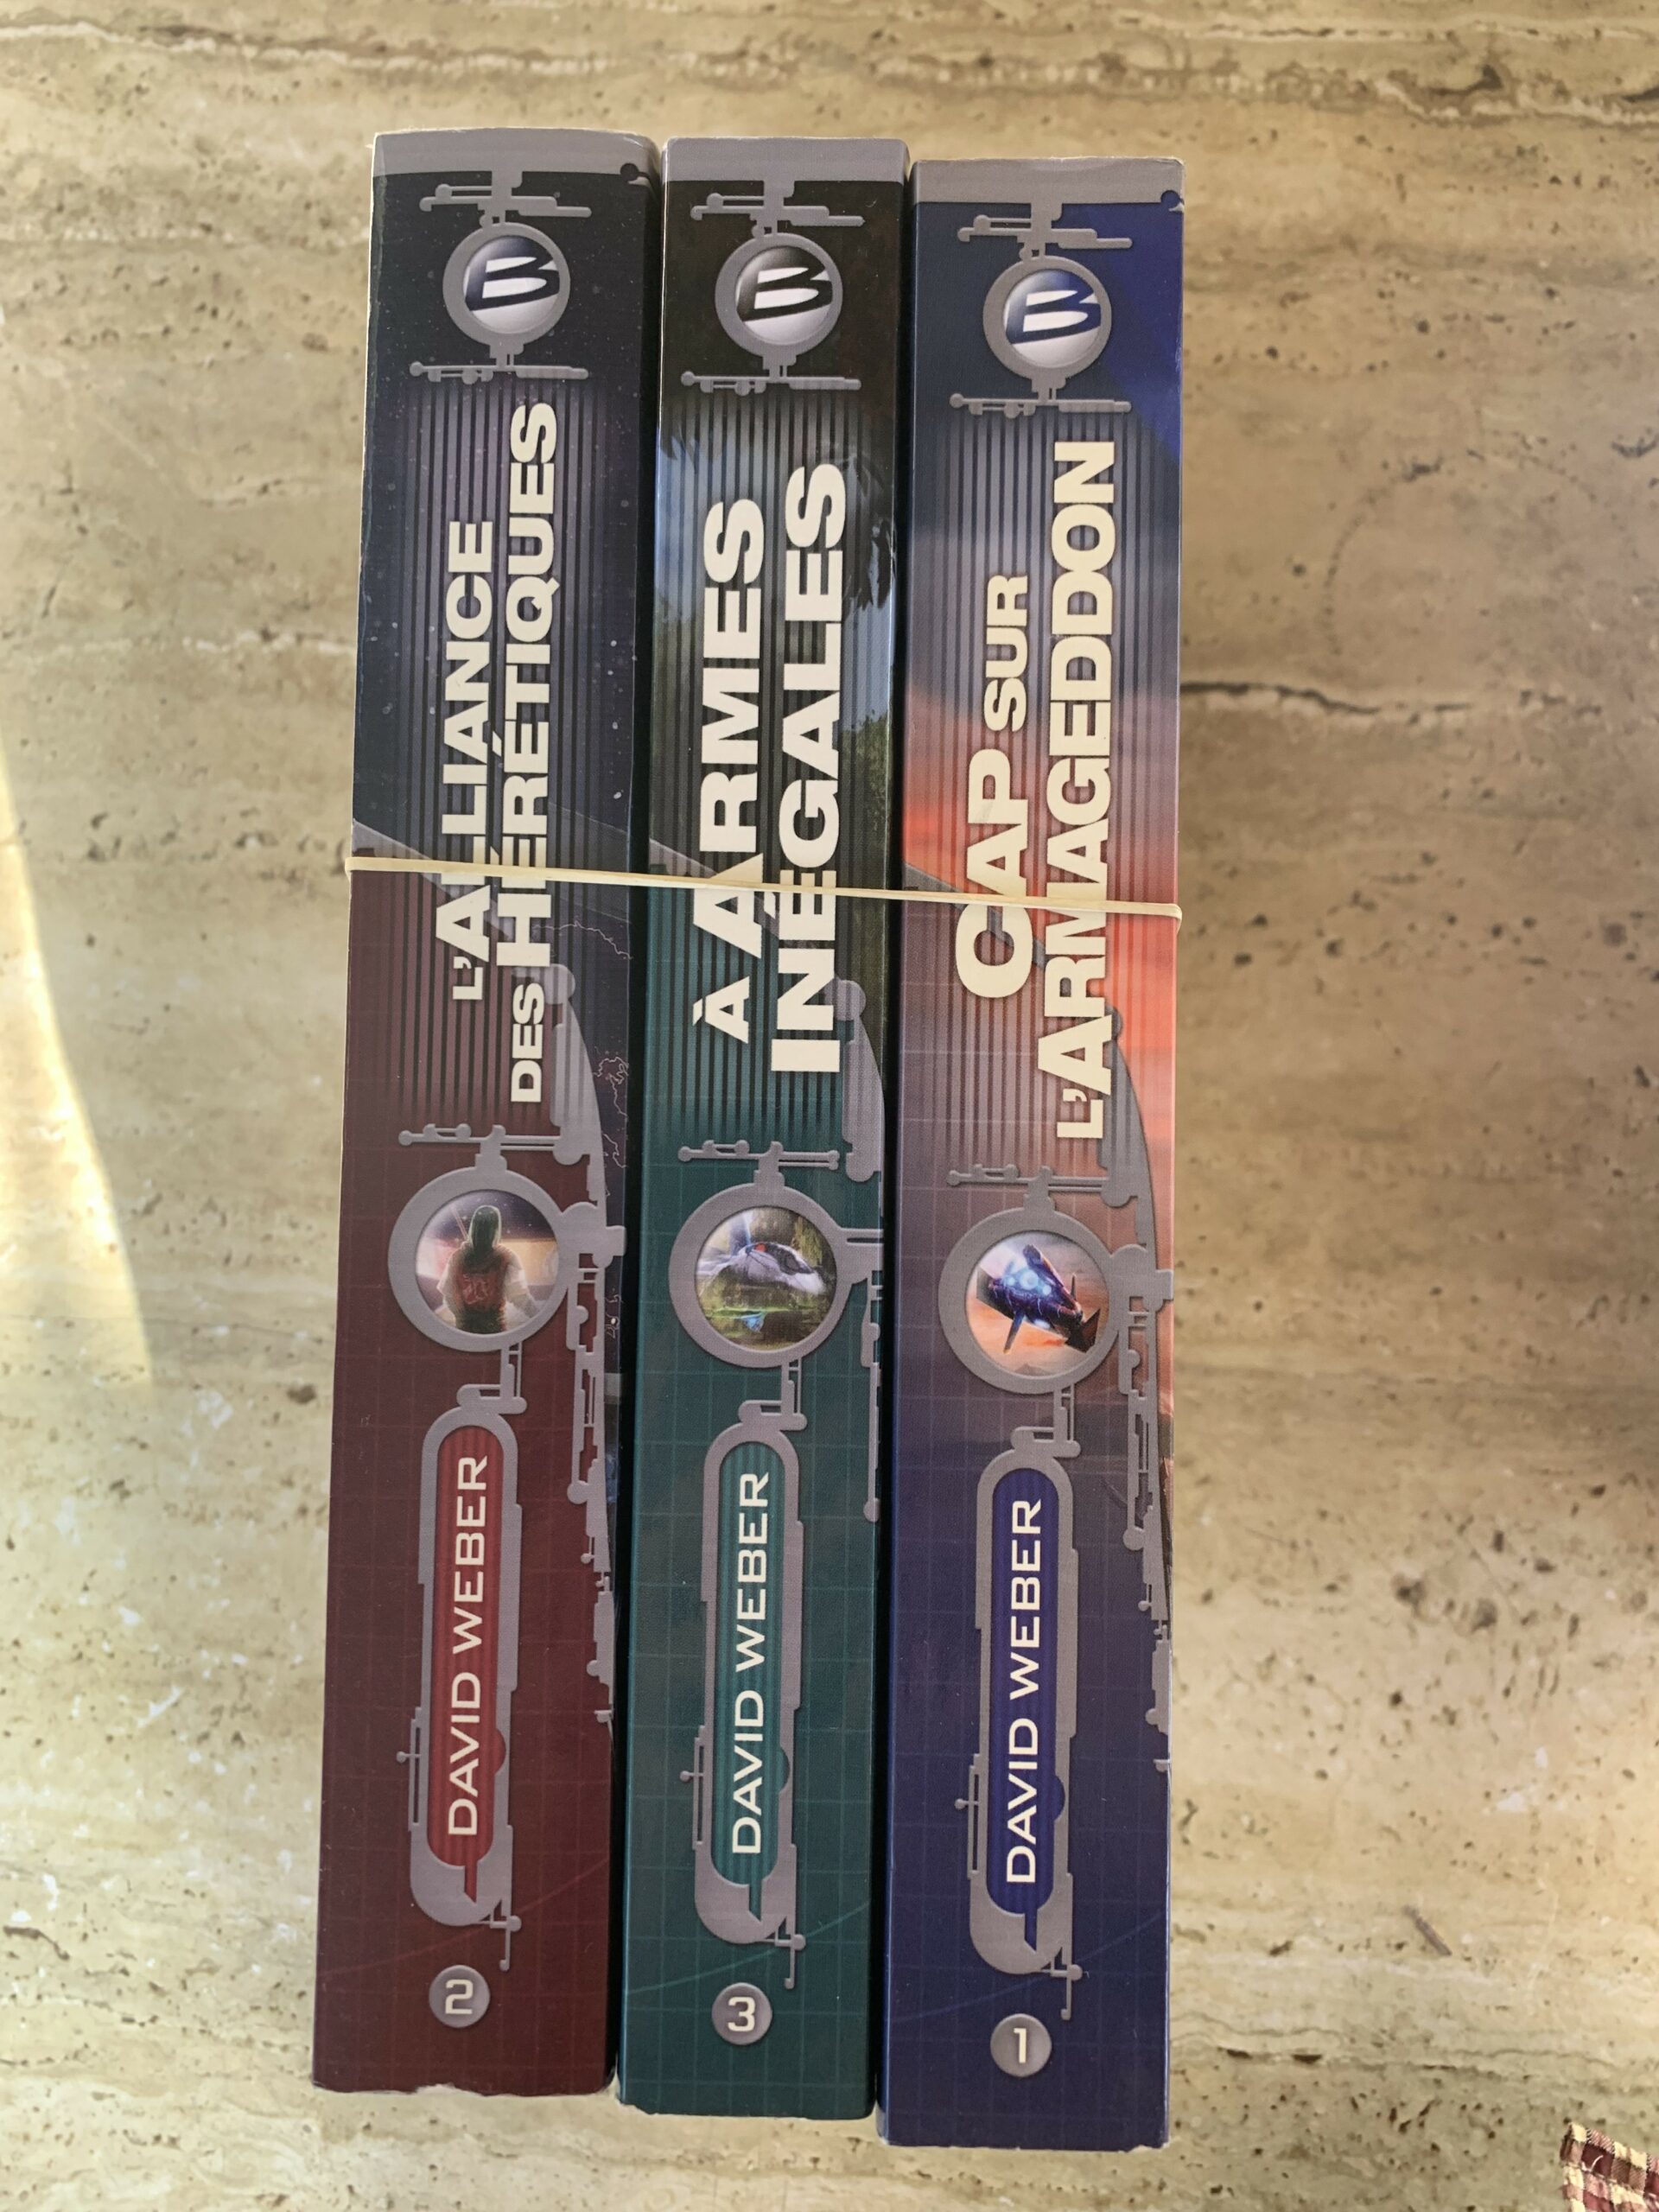 L'ALLIANCE
DES HÉRÉTIQUES
DAVID WEBER
2
B
À ARMES
INÉGALES
DAVID WEBER
3
B
CAP SUR
L'ARMAGEDDON
DAVID WEBER
1
B